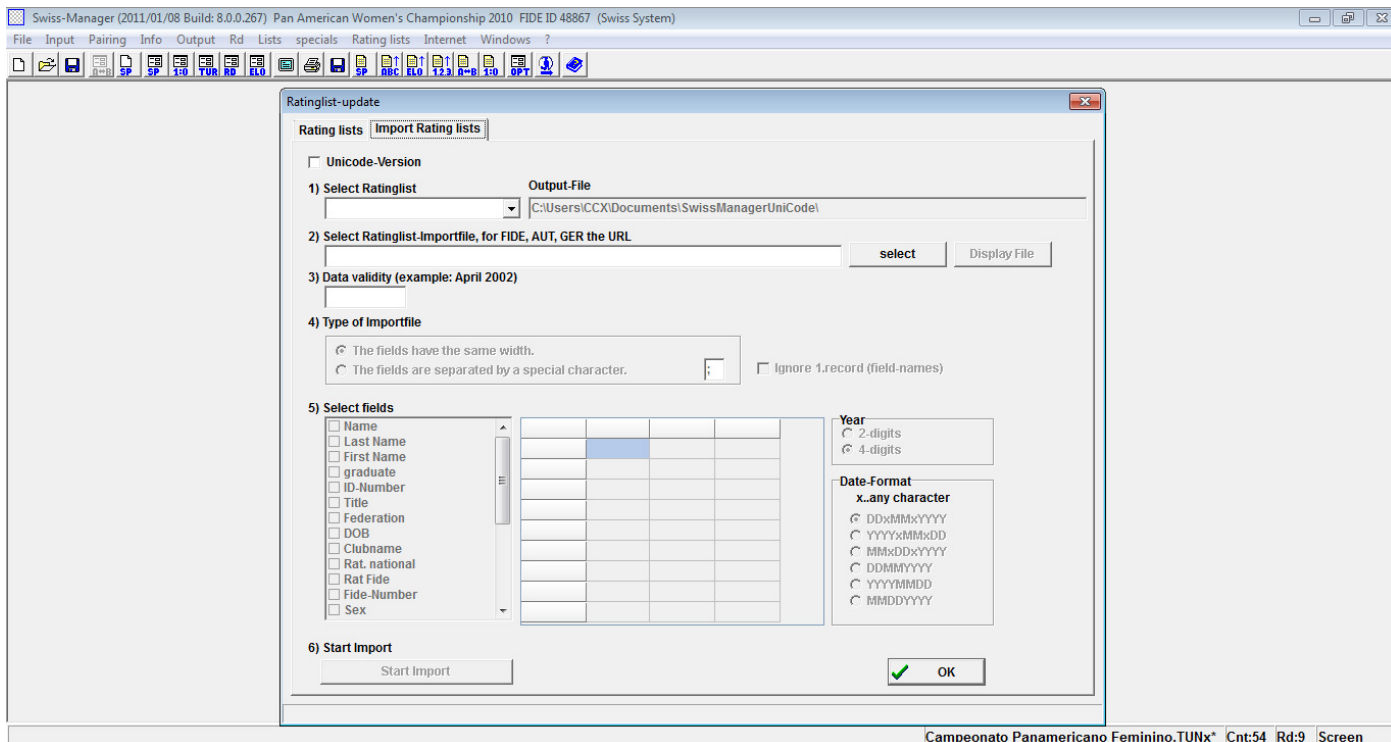 Swiss-Manager (2011/01/08 Build: 8.0.0.267)  Pan American Women's Championship 2010  FIDE ID 48867  (Swiss System)
File Input Pairing Info Output Rd Lists specials Rating lists Internet Windows ?
A↔B SP SP 1:0 TUR RD ELO SP ABC ELO 1.2.3 A↔B 1:0 OPT
Ratinglist-update
Rating lists Import Rating lists
Unicode-Version
1) Select Ratinglist Output-File
C:\Users\CCX\Documents\SwissManagerUniCode\
2) Select Ratinglist-Importfile, for FIDE, AUT, GER the URL
select Display File
3) Data validity (example: April 2002)
4) Type of Importfile
The fields have the same width.
The fields are separated by a special character. ; Ignore 1.record (field-names)
5) Select fields
Name
Last Name
First Name
graduate
ID-Number
Title
Federation
DOB
Clubname
Rat. national
Rat Fide
Fide-Number
Sex
Year
2-digits
4-digits
Date-Format
x..any character
DDxMMxYYYY
YYYYxMMxDD
MMxDDxYYYY
DDMMYYYY
YYYYMMDD
MMDDYYYY
6) Start Import
Start Import OK
Campeonato Panamericano Feminino.TUNx* Cnt:54 Rd:9 Screen